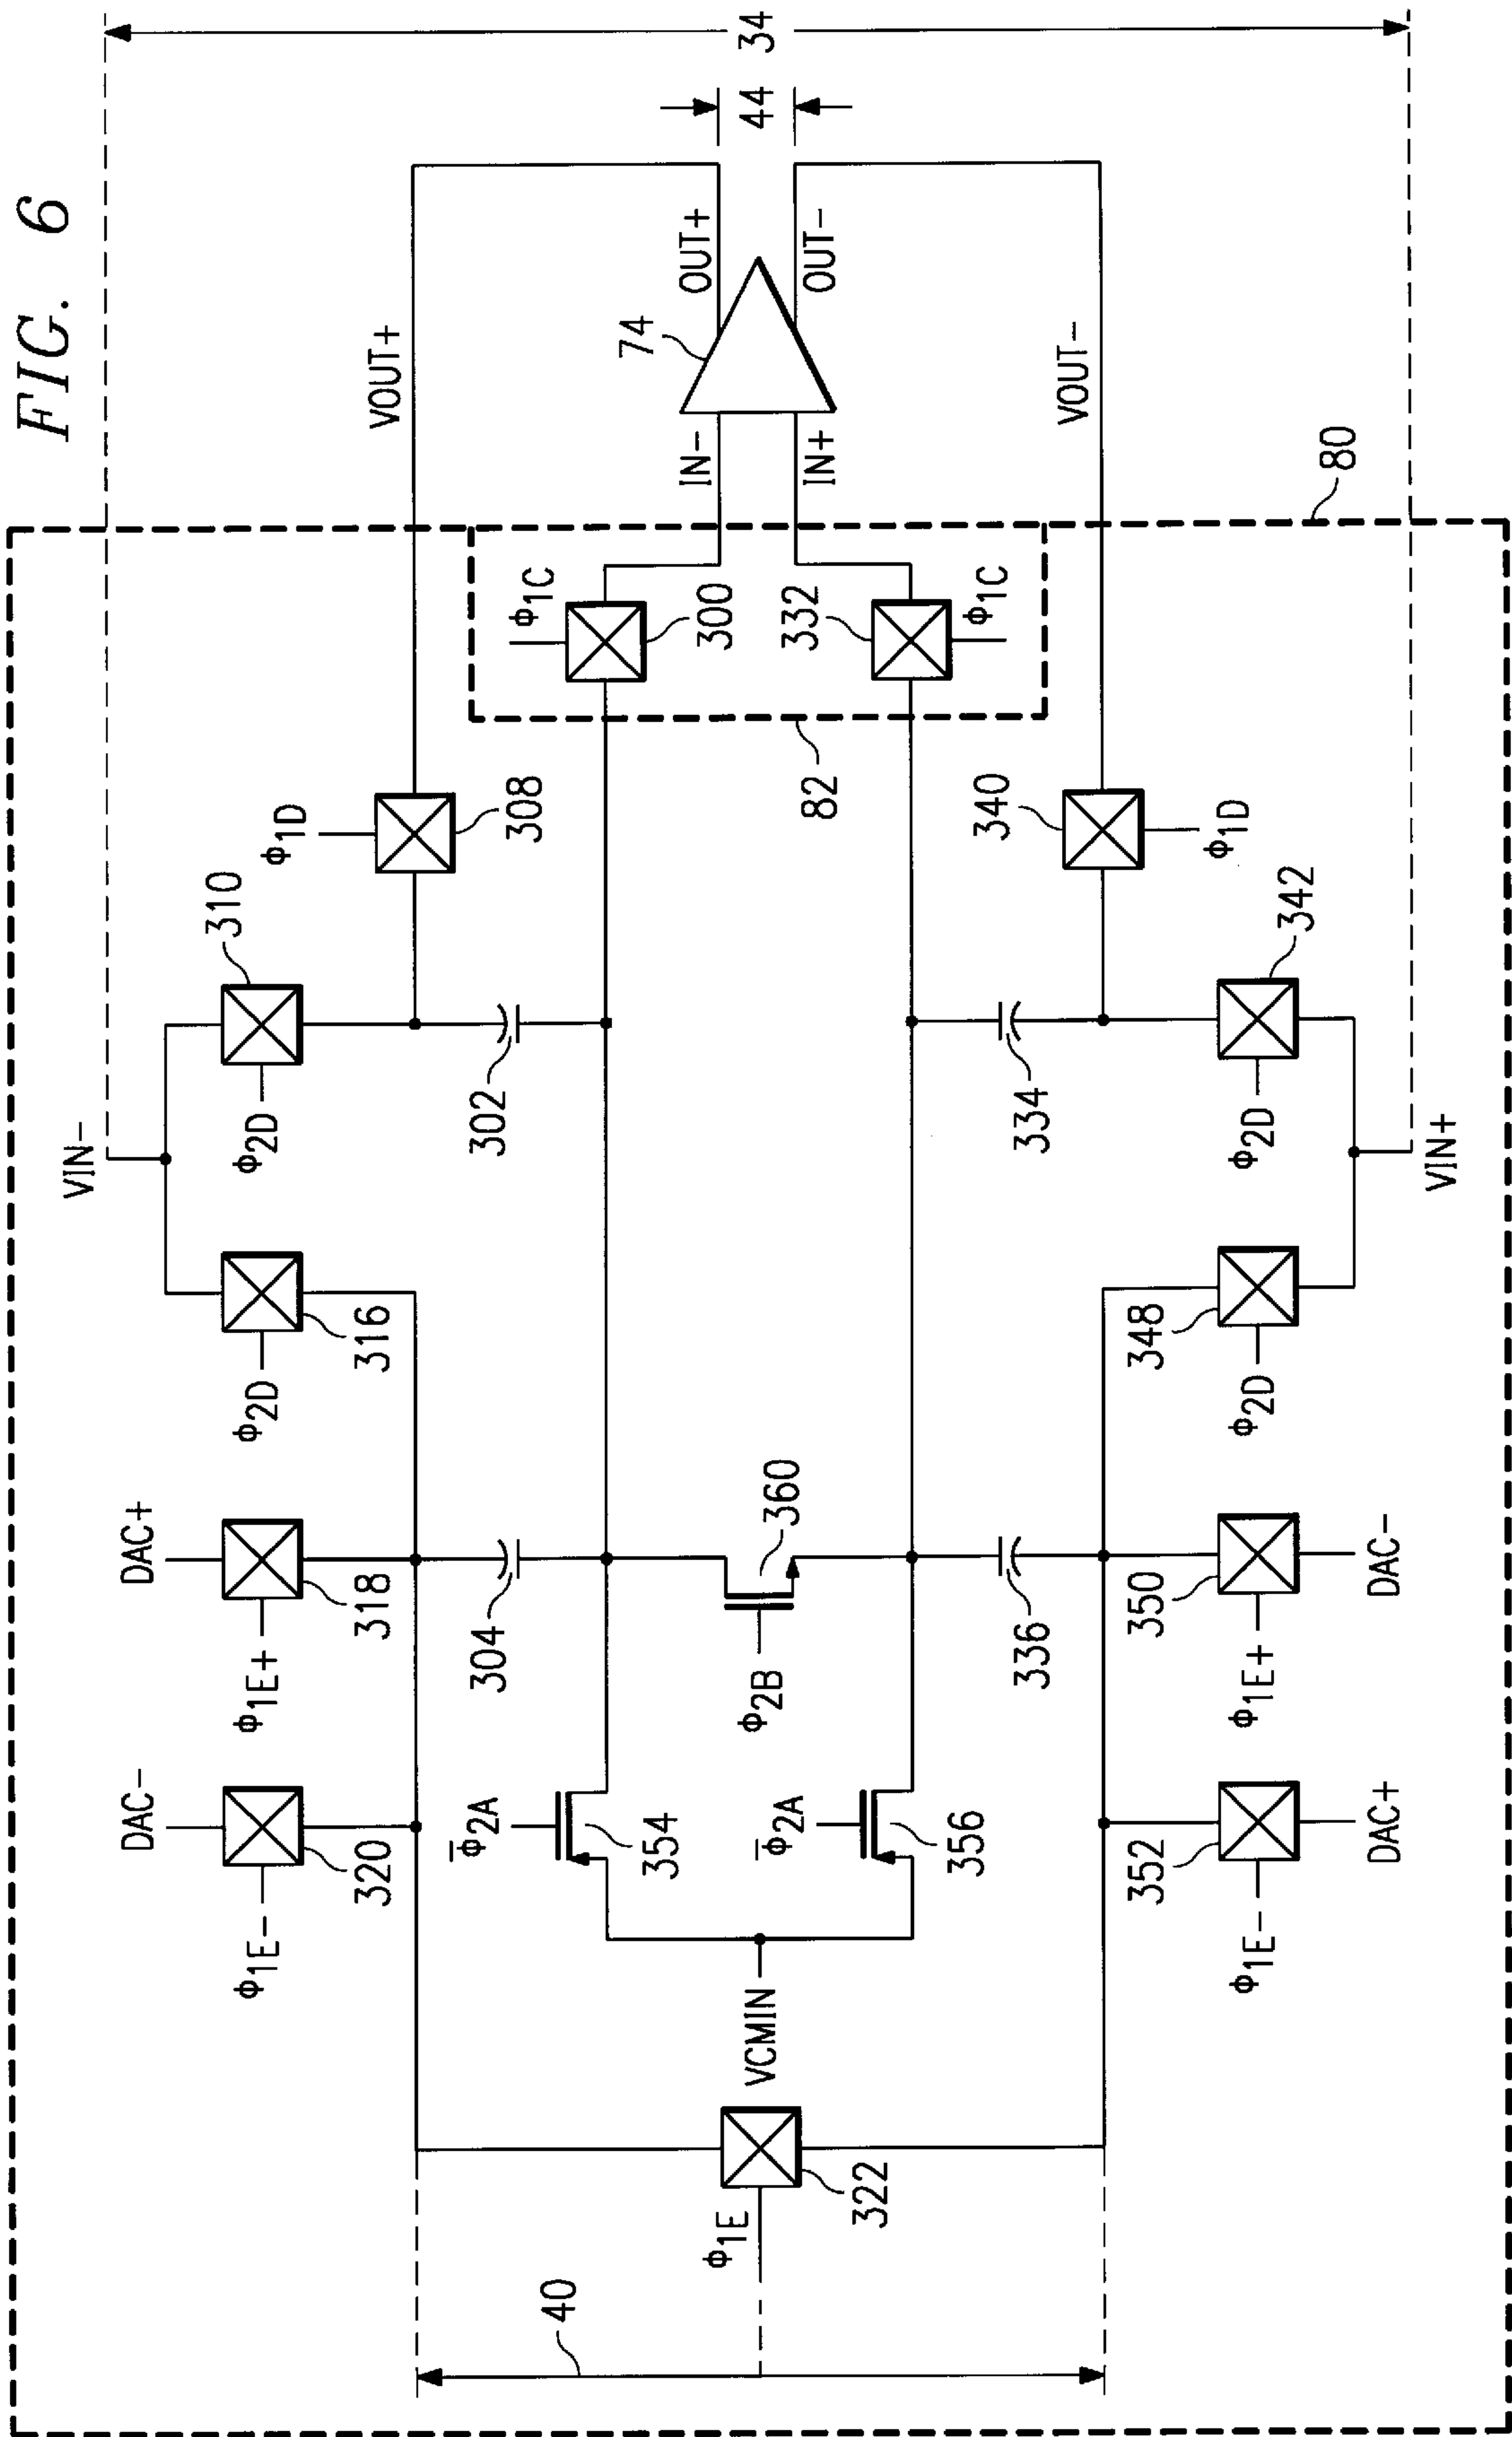 FIG. 6
34
44
VOUT+
OUT+
74
OUT−
VOUT−
IN−
IN+
80
Φ1C
300
332
Φ1C
82
Φ1D
308
340
Φ1D
310
342
VIN−
Φ2D
302
334
Φ2D
VIN+
Φ2D
316
348
Φ2D
DAC+
318
Φ1E+
304
360
Φ2B
336
350
Φ1E+
DAC−
DAC−
320
Φ1E−
Φ̅2A
354
Φ̅2A
356
352
Φ1E−
DAC+
VCMIN
322
Φ1E
40